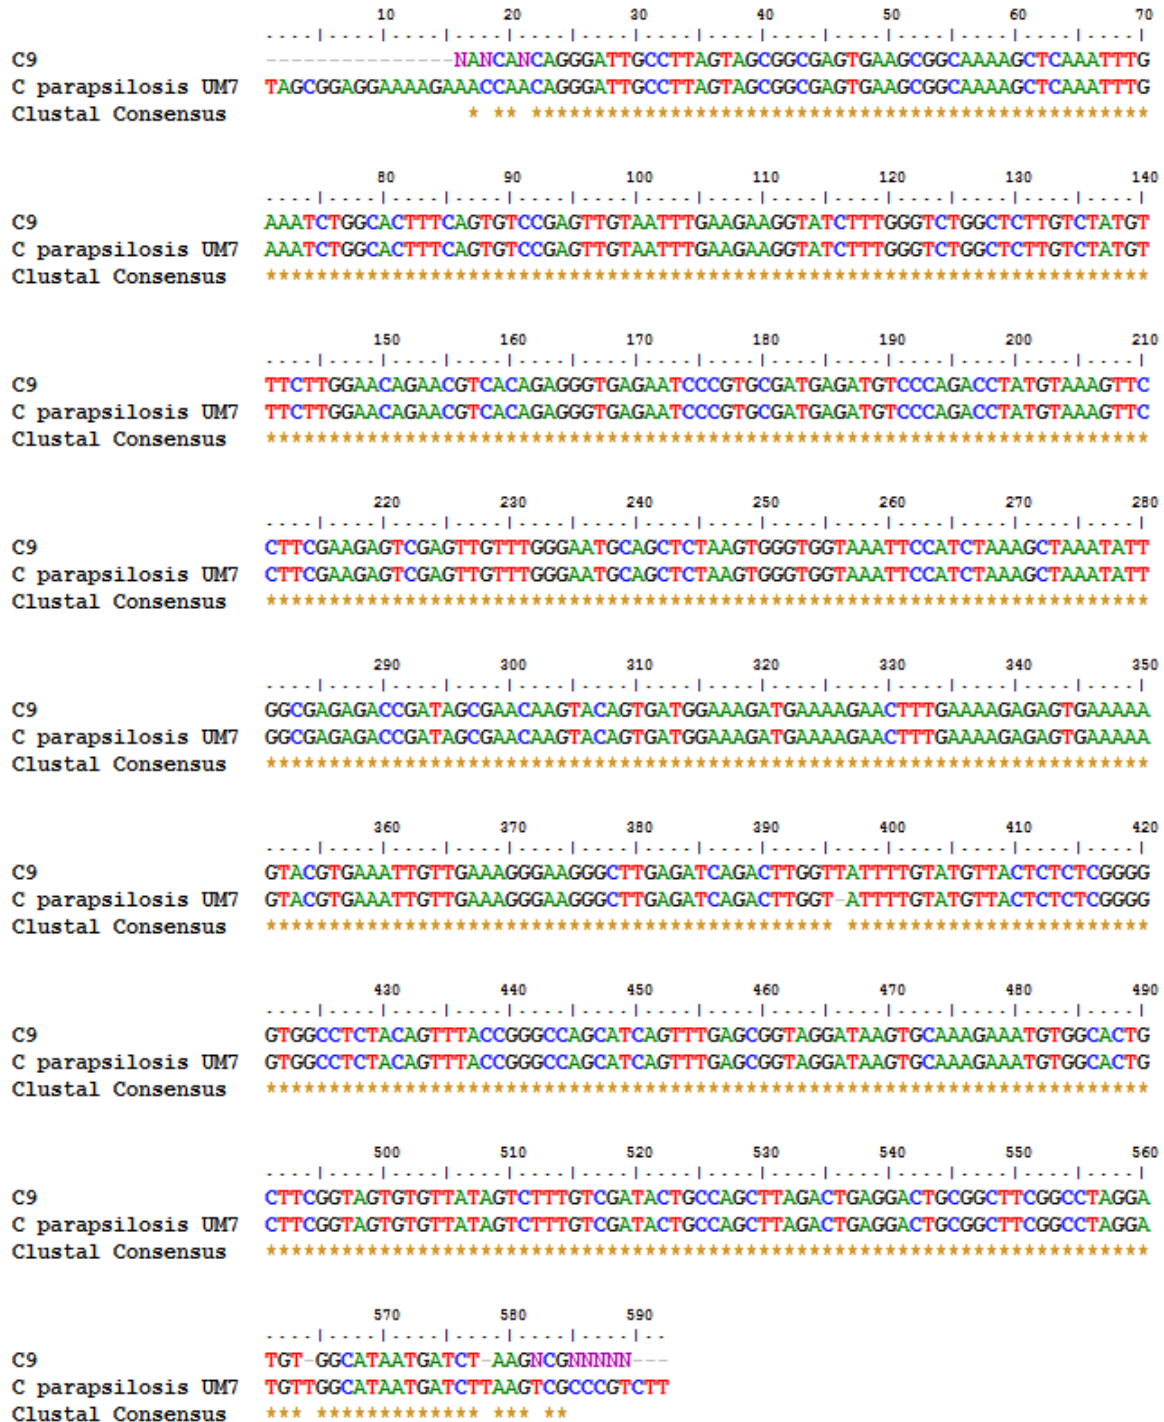 10 20 30 40 50 60 70
....|....|....|....|....|....|....|....|....|....|....|....|....|....|
C9 ---------------NANCANCAGGGATTGCCTTAGTAGCGGCGAGTGAAGCGGCAAAAGCTCAAATTTG
C parapsilosis UM7 TAGCGGAGGAAAAGAAACCAACAGGGATTGCCTTAGTAGCGGCGAGTGAAGCGGCAAAAGCTCAAATTTG
Clustal Consensus * ** *************************************************
80 90 100 110 120 130 140
....|....|....|....|....|....|....|....|....|....|....|....|....|....|
C9 AAATCTGGCACTTTCAGTGTCCGAGTTGTAATTTGAAGAAGGTATCTTTGGGTCTGGCTCTTGTCTATGT
C parapsilosis UM7 AAATCTGGCACTTTCAGTGTCCGAGTTGTAATTTGAAGAAGGTATCTTTGGGTCTGGCTCTTGTCTATGT
Clustal Consensus **********************************************************************
150 160 170 180 190 200 210
....|....|....|....|....|....|....|....|....|....|....|....|....|....|
C9 TTCTTGGAACAGAACGTCACAGAGGGTGAGAATCCCGTGCGATGAGATGTCCCAGACCTATGTAAAGTTC
C parapsilosis UM7 TTCTTGGAACAGAACGTCACAGAGGGTGAGAATCCCGTGCGATGAGATGTCCCAGACCTATGTAAAGTTC
Clustal Consensus **********************************************************************
220 230 240 250 260 270 280
....|....|....|....|....|....|....|....|....|....|....|....|....|....|
C9 CTTCGAAGAGTCGAGTTGTTTGGGAATGCAGCTCTAAGTGGGTGGTAAATTCCATCTAAAGCTAAATATT
C parapsilosis UM7 CTTCGAAGAGTCGAGTTGTTTGGGAATGCAGCTCTAAGTGGGTGGTAAATTCCATCTAAAGCTAAATATT
Clustal Consensus **********************************************************************
290 300 310 320 330 340 350
....|....|....|....|....|....|....|....|....|....|....|....|....|....|
C9 GGCGAGAGACCGATAGCGAACAAGTACAGTGATGGAAAGATGAAAAGAACTTTGAAAAGAGAGTGAAAAA
C parapsilosis UM7 GGCGAGAGACCGATAGCGAACAAGTACAGTGATGGAAAGATGAAAAGAACTTTGAAAAGAGAGTGAAAAA
Clustal Consensus **********************************************************************
360 370 380 390 400 410 420
....|....|....|....|....|....|....|....|....|....|....|....|....|....|
C9 GTACGTGAAATTGTTGAAAGGGAAGGGCTTGAGATCAGACTTGGTTATTTTGTATGTTACTCTCTCGGGG
C parapsilosis UM7 GTACGTGAAATTGTTGAAAGGGAAGGGCTTGAGATCAGACTTGGT-ATTTTGTATGTTACTCTCTCGGGG
Clustal Consensus ********************************************* ************************
430 440 450 460 470 480 490
....|....|....|....|....|....|....|....|....|....|....|....|....|....|
C9 GTGGCCTCTACAGTTTACCGGGCCAGCATCAGTTTGAGCGGTAGGATAAGTGCAAAGAAATGTGGCACTG
C parapsilosis UM7 GTGGCCTCTACAGTTTACCGGGCCAGCATCAGTTTGAGCGGTAGGATAAGTGCAAAGAAATGTGGCACTG
Clustal Consensus **********************************************************************
500 510 520 530 540 550 560
....|....|....|....|....|....|....|....|....|....|....|....|....|....|
C9 CTTCGGTAGTGTGTTATAGTCTTTGTCGATACTGCCAGCTTAGACTGAGGACTGCGGCTTCGGCCTAGGA
C parapsilosis UM7 CTTCGGTAGTGTGTTATAGTCTTTGTCGATACTGCCAGCTTAGACTGAGGACTGCGGCTTCGGCCTAGGA
Clustal Consensus **********************************************************************
570 580 590
....|....|....|....|....|....|..
C9 TGT-GGCATAATGATCT-AAGNCGNNNNN---
C parapsilosis UM7 TGTTGGCATAATGATCTTAAGTCGCCCGTCTT
Clustal Consensus *** ************* *** **